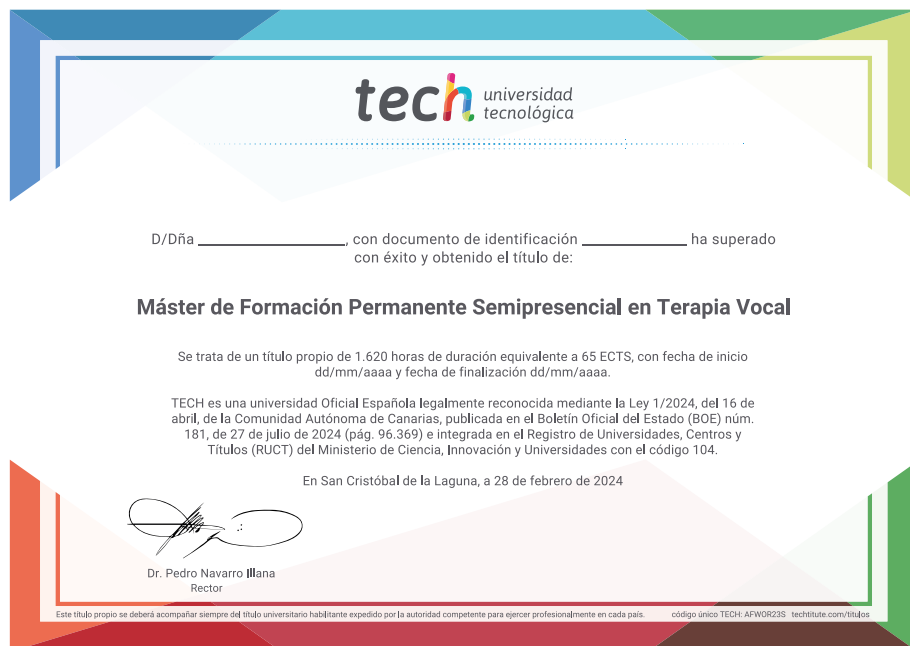 tech universidad
tecnológica
D/Dña ____________________, con documento de identificación ______________ ha superado
con éxito y obtenido el título de:
Máster de Formación Permanente Semipresencial en Terapia Vocal
Se trata de un título propio de 1.620 horas de duración equivalente a 65 ECTS, con fecha de inicio
dd/mm/aaaa y fecha de finalización dd/mm/aaaa.
TECH es una universidad Oficial Española legalmente reconocida mediante la Ley 1/2024, del 16 de
abril, de la Comunidad Autónoma de Canarias, publicada en el Boletín Oficial del Estado (BOE) núm.
181, de 27 de julio de 2024 (pág. 96.369) e integrada en el Registro de Universidades, Centros y
Títulos (RUCT) del Ministerio de Ciencia, Innovación y Universidades con el código 104.
En San Cristóbal de la Laguna, a 28 de febrero de 2024
Dr. Pedro Navarro Illana
Rector
Este título propio se deberá acompañar siempre del título universitario habilitante expedido por la autoridad competente para ejercer profesionalmente en cada país. código único TECH: AFWOR23S techtitute.com/titulos